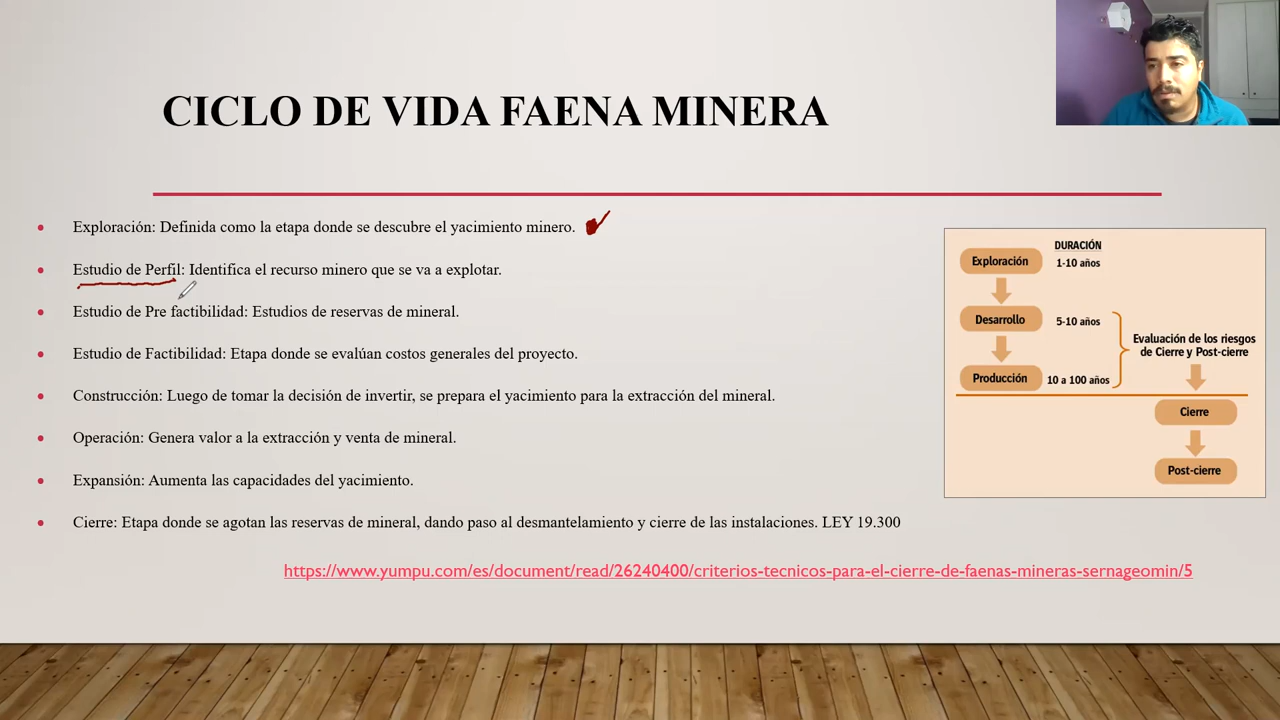 CICLO DE VIDA FAENA MINERA
Exploración: Definida como la etapa donde se descubre el yacimiento minero.
Estudio de Perfil: Identifica el recurso minero que se va a explotar.
Estudio de Pre factibilidad: Estudios de reservas de mineral.
Estudio de Factibilidad: Etapa donde se evalúan costos generales del proyecto.
Construcción: Luego de tomar la decisión de invertir, se prepara el yacimiento para la extracción del mineral.
Operación: Genera valor a la extracción y venta de mineral.
Expansión: Aumenta las capacidades del yacimiento.
Cierre: Etapa donde se agotan las reservas de mineral, dando paso al desmantelamiento y cierre de las instalaciones. LEY 19.300
https://www.yumpu.com/es/document/read/26240400/criterios-tecnicos-para-el-cierre-de-faenas-mineras-sernageomin/5
DURACIÓN
Exploración 1-10 años
Desarrollo 5-10 años
Evaluación de los riesgos
de Cierre y Post-cierre
Producción 10 a 100 años
Cierre
Post-cierre